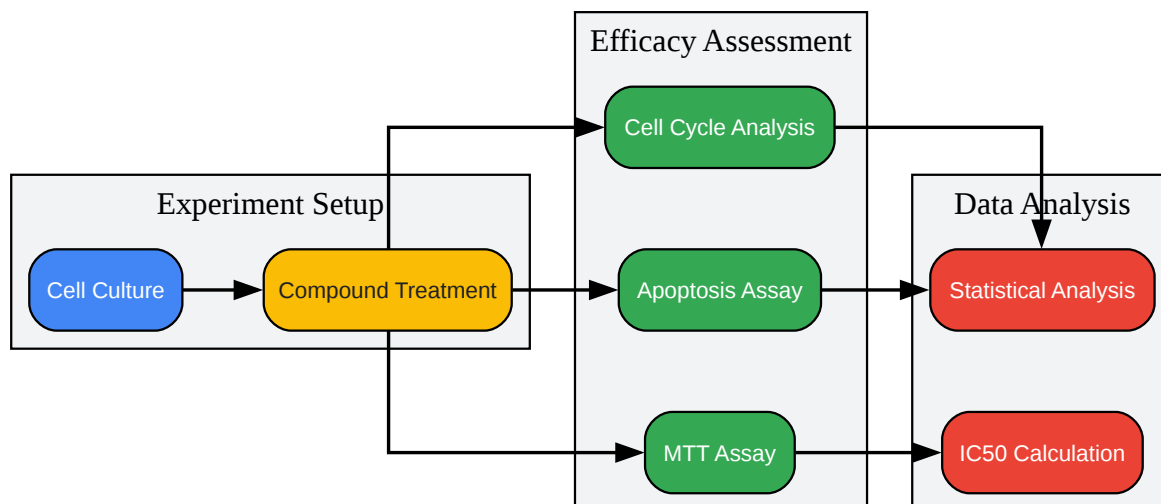 Efficacy Assessment
Cell Cycle Analysis
Experiment Setup
Data Analysis
Cell Culture
Compound Treatment
Apoptosis Assay
Statistical Analysis
MTT Assay
IC50 Calculation